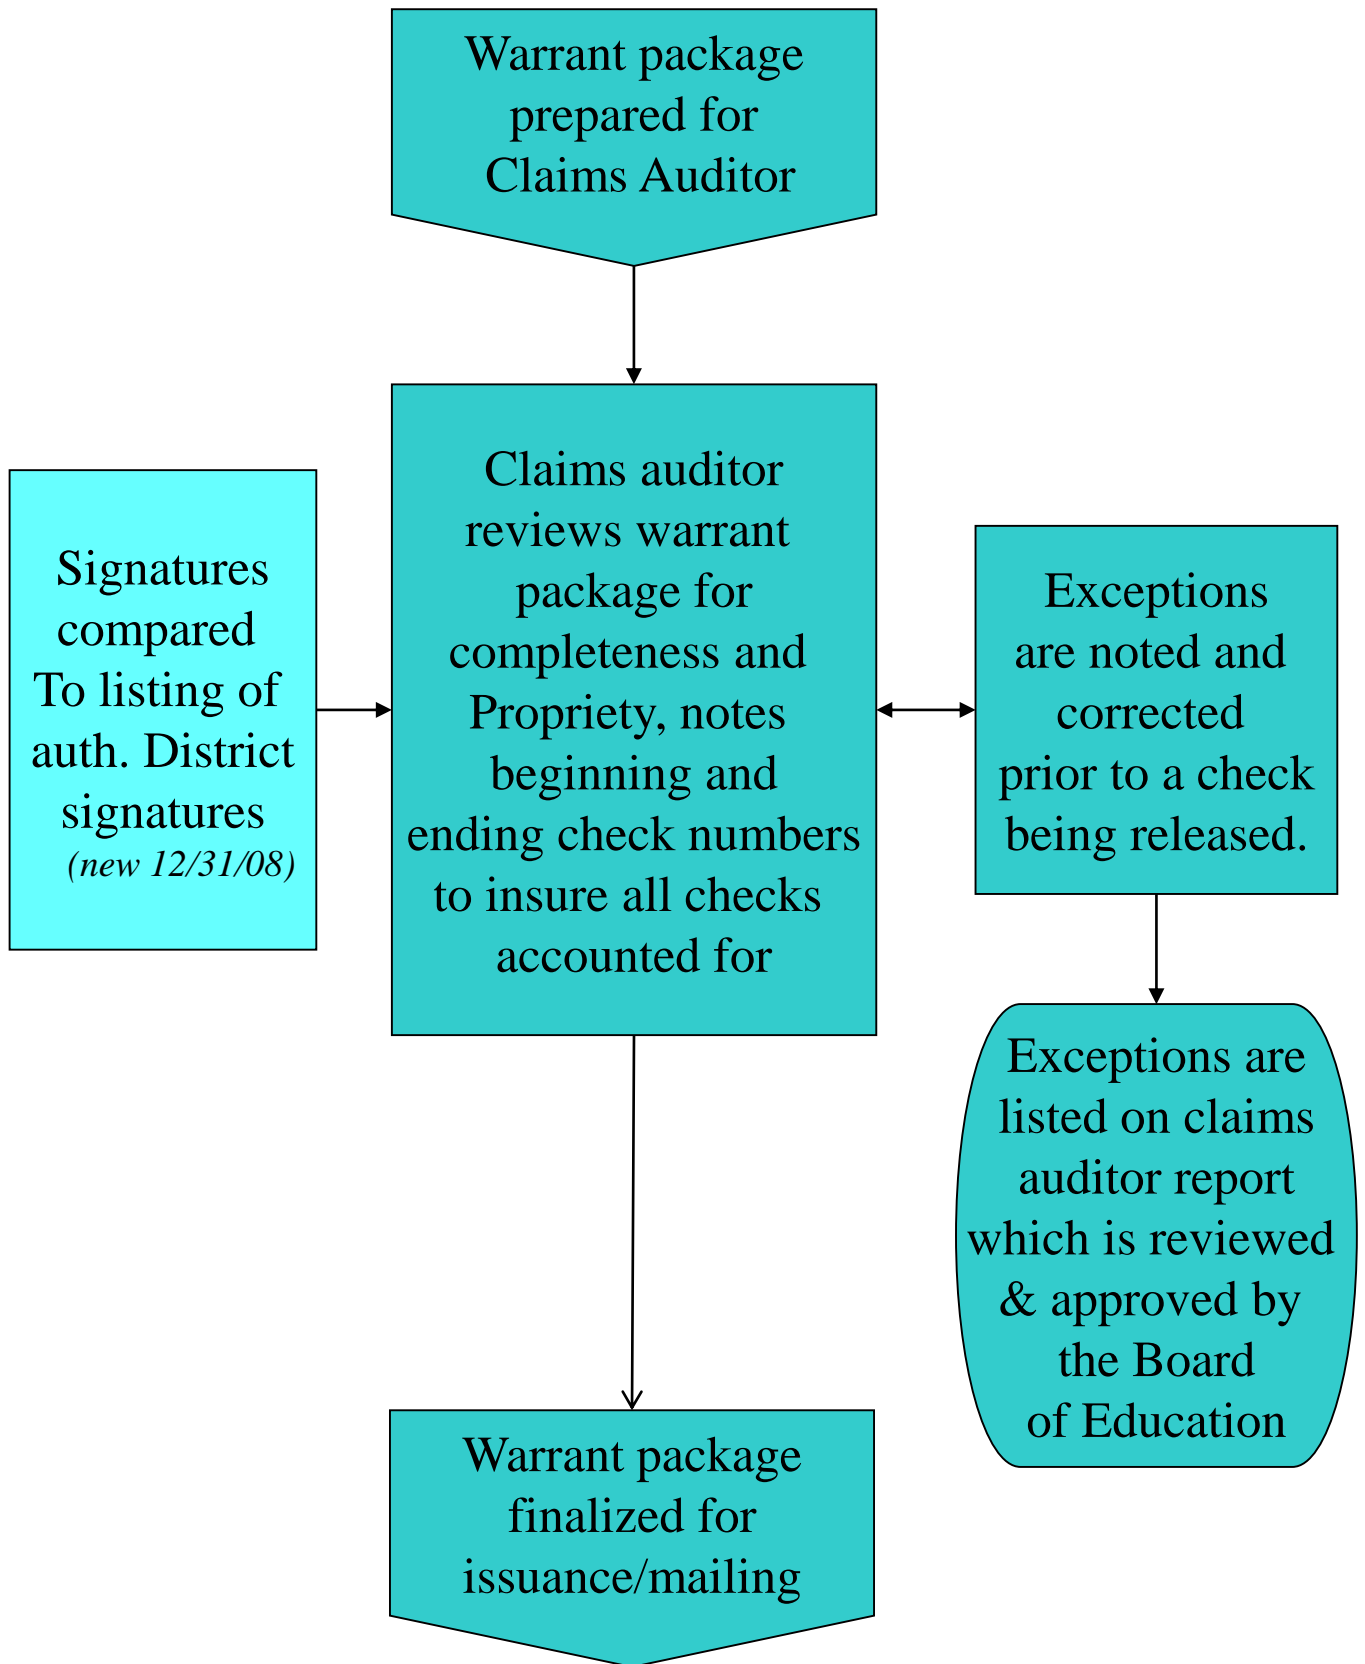 Warrant package
prepared for
Claims Auditor
Signatures
compared
To listing of
auth. District
signatures
(new 12/31/08)
Claims auditor
reviews warrant
package for
completeness and
Propriety, notes
beginning and
ending check numbers
to insure all checks
accounted for
Exceptions
are noted and
corrected
prior to a check
being released.
Exceptions are
listed on claims
auditor report
which is reviewed
& approved by
the Board
of Education
Warrant package
finalized for
issuance/mailing